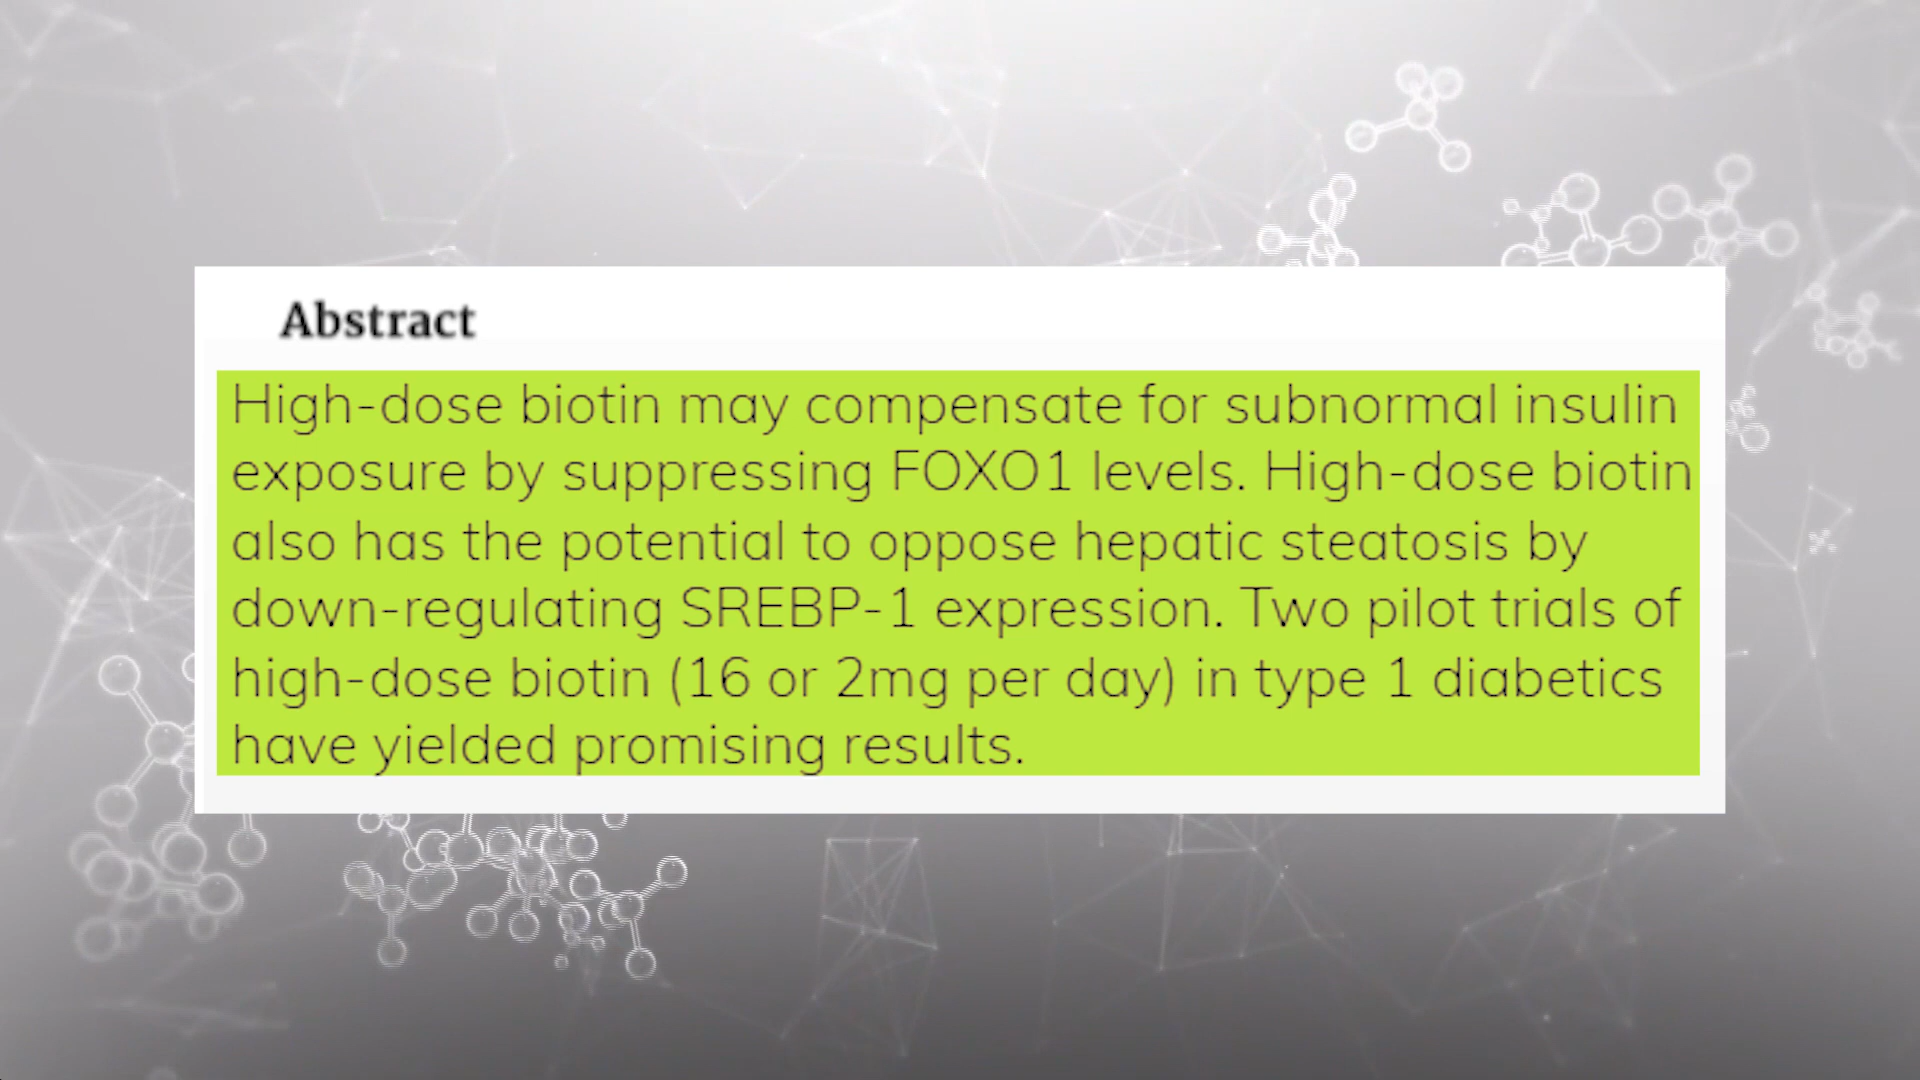 Abstract
High-dose biotin may compensate for subnormal insulin
exposure by suppressing FOXO1 levels. High-dose biotin
also has the potential to oppose hepatic steatosis by
down-regulating SREBP-1 expression. Two pilot trials of
high-dose biotin (16 or 2mg per day) in type 1 diabetics
have yielded promising results.